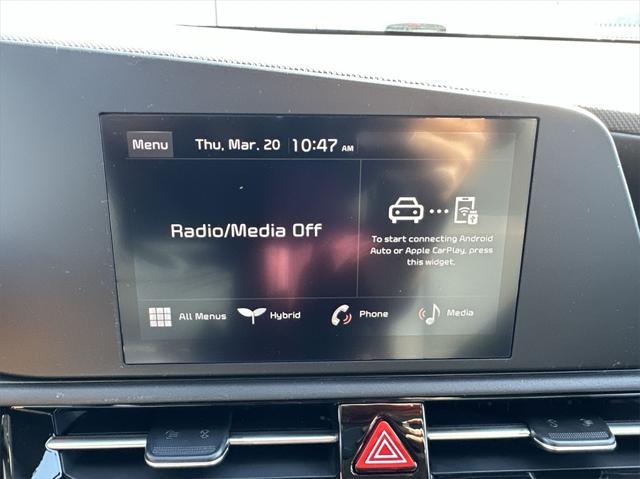 Menu
Thu, Mar. 20
10:47 AM
Radio/Media Off
To start connecting Android
Auto or Apple CarPlay, press
this widget.
All Menus
Hybrid
Phone
Media